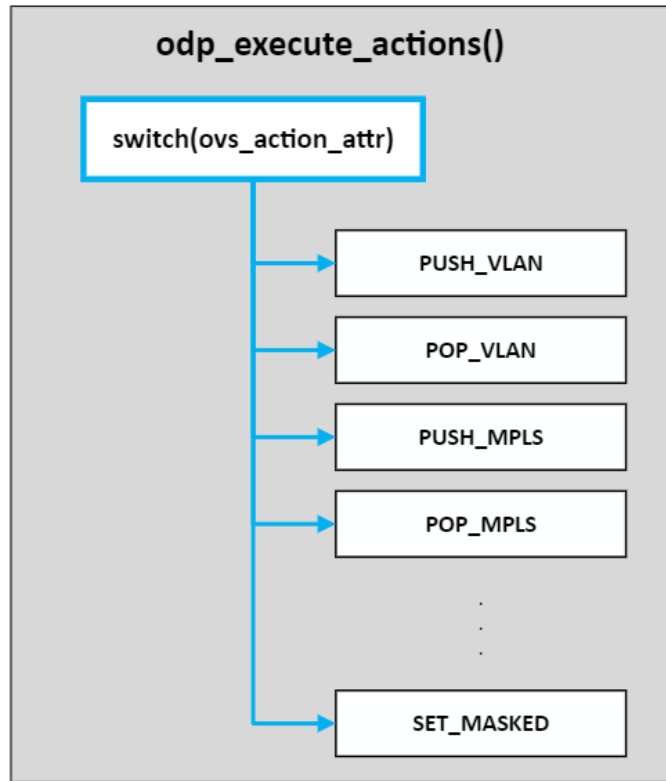 odp_execute_actions()
switch(ovs_action_attr)
PUSH_VLAN
POP_VLAN
PUSH_MPLS
POP_MPLS
.
.
.
SET_MASKED